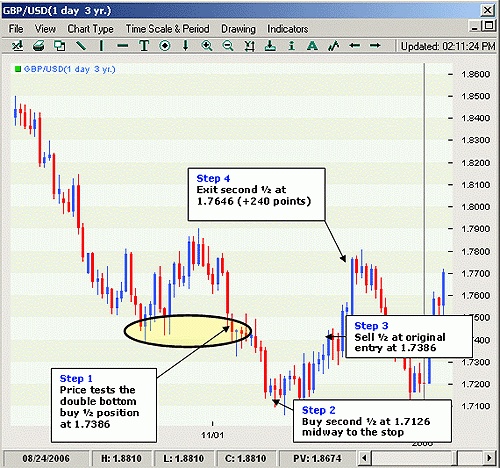 GBP/USD(1 day 3 yr.)
File View Chart Type Time Scale & Period Drawing Indicators
T A Updated: 02:11:24 PM
GBP/USD(1 day 3 yr.)
1.8600
1.8500
1.8400
1.8300
1.8200
1.8100
1.8000
1.7900
1.7800
1.7700
1.7600
1.7500
1.7400
1.7300
1.7200
1.7100
Step 4
Exit second ½ at
1.7646 (+240 points)
Step 3
Sell ½ at original
entry at 1.7386
Step 1
Price tests the
double bottom
buy ½ position
at 1.7386
Step 2
Buy second ½ at 1.7126
midway to the stop
11/01
2006
08/24/2006 H: 1.8810 L: 1.8810 C: 1.8810 PV: 1.8674